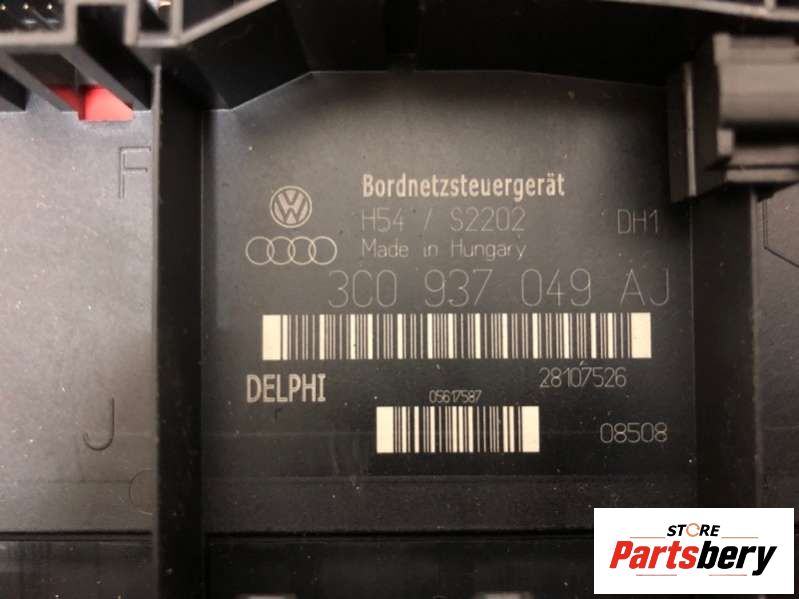 F
Bordnetzsteuergerät
H54 / S2202 DH1
Made in Hungary
3C0 937 049 AJ
28107526
DELPHI
05617587
J
08508
STORE
Partsbery